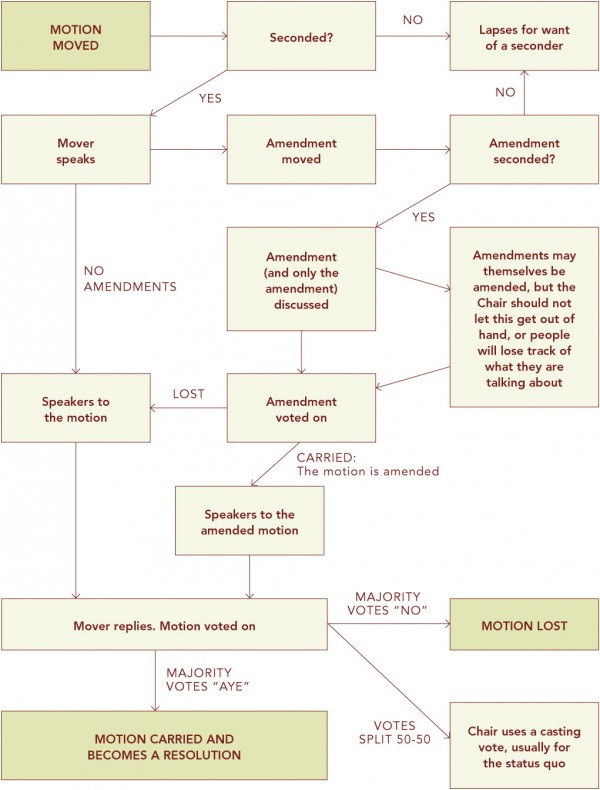 MOTION
MOVED
Seconded?
NO
Lapses for want
of a seconder
YES
NO
Mover
speaks
Amendment
moved
Amendment
seconded?
YES
NO
AMENDMENTS
Amendment
(and only the
amendment)
discussed
Amendments may
themselves be
amended, but the
Chair should not
let this get out of
hand, or people
will lose track of
what they are
talking about
Speakers to
the motion
LOST
Amendment
voted on
CARRIED:
The motion is amended
Speakers to the
amended motion
Mover replies. Motion voted on
MAJORITY
VOTES “NO”
MOTION LOST
MAJORITY
VOTES “AYE”
VOTES
SPLIT 50-50
MOTION CARRIED AND
BECOMES A RESOLUTION
Chair uses a casting
vote, usually for
the status quo